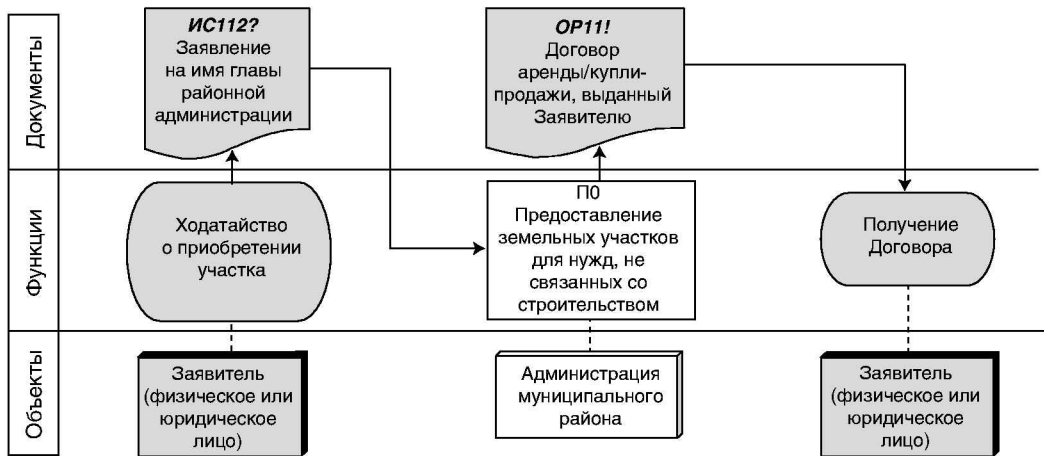 Документы
ИС112?
Заявление
на имя главы
районной
администрации
ОР11!
Договор
аренды/купли-
продажи, выданный
Заявителю
Функции
Ходатайство
о приобретении
участка
П0
Предоставление
земельных участков
для нужд, не
связанных со
строительством
Получение
Договора
Объекты
Заявитель
(физическое или
юридическое
лицо)
Администрация
муниципального
района
Заявитель
(физическое или
юридическое
лицо)